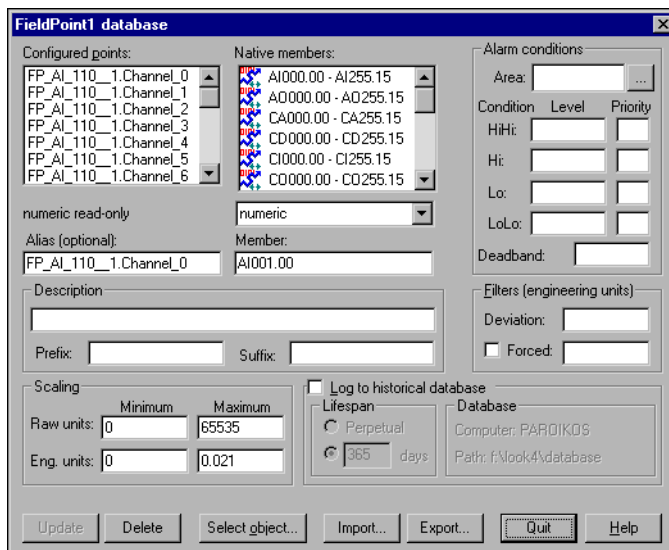 FieldPoint1 database
Configured points:
FP_AI_110__1.Channel_0
FP_AI_110__1.Channel_1
FP_AI_110__1.Channel_2
FP_AI_110__1.Channel_3
FP_AI_110__1.Channel_4
FP_AI_110__1.Channel_5
FP_AI_110__1.Channel_6
Native members:
AI000.00 - AI255.15
AO000.00 - AO255.15
CA000.00 - CA255.15
CD000.00 - CD255.15
CI000.00 - CI255.15
CO000.00 - CO255.15
numeric read-only
numeric
Alias (optional):
FP_AI_110__1.Channel_0
Member:
AI001.00
Alarm conditions
Area:
...
Condition Level Priority
HiHi:
Hi:
Lo:
LoLo:
Deadband:
Description
Prefix:
Suffix:
Filters (engineering units)
Deviation:
Forced:
Scaling
Minimum Maximum
Raw units: 0 65535
Eng. units: 0 0.021
Log to historical database
Lifespan
Perpetual
365 days
Database
Computer: PAROIKOS
Path: f:\look4\database
Update Delete Select object... Import... Export... Quit Help